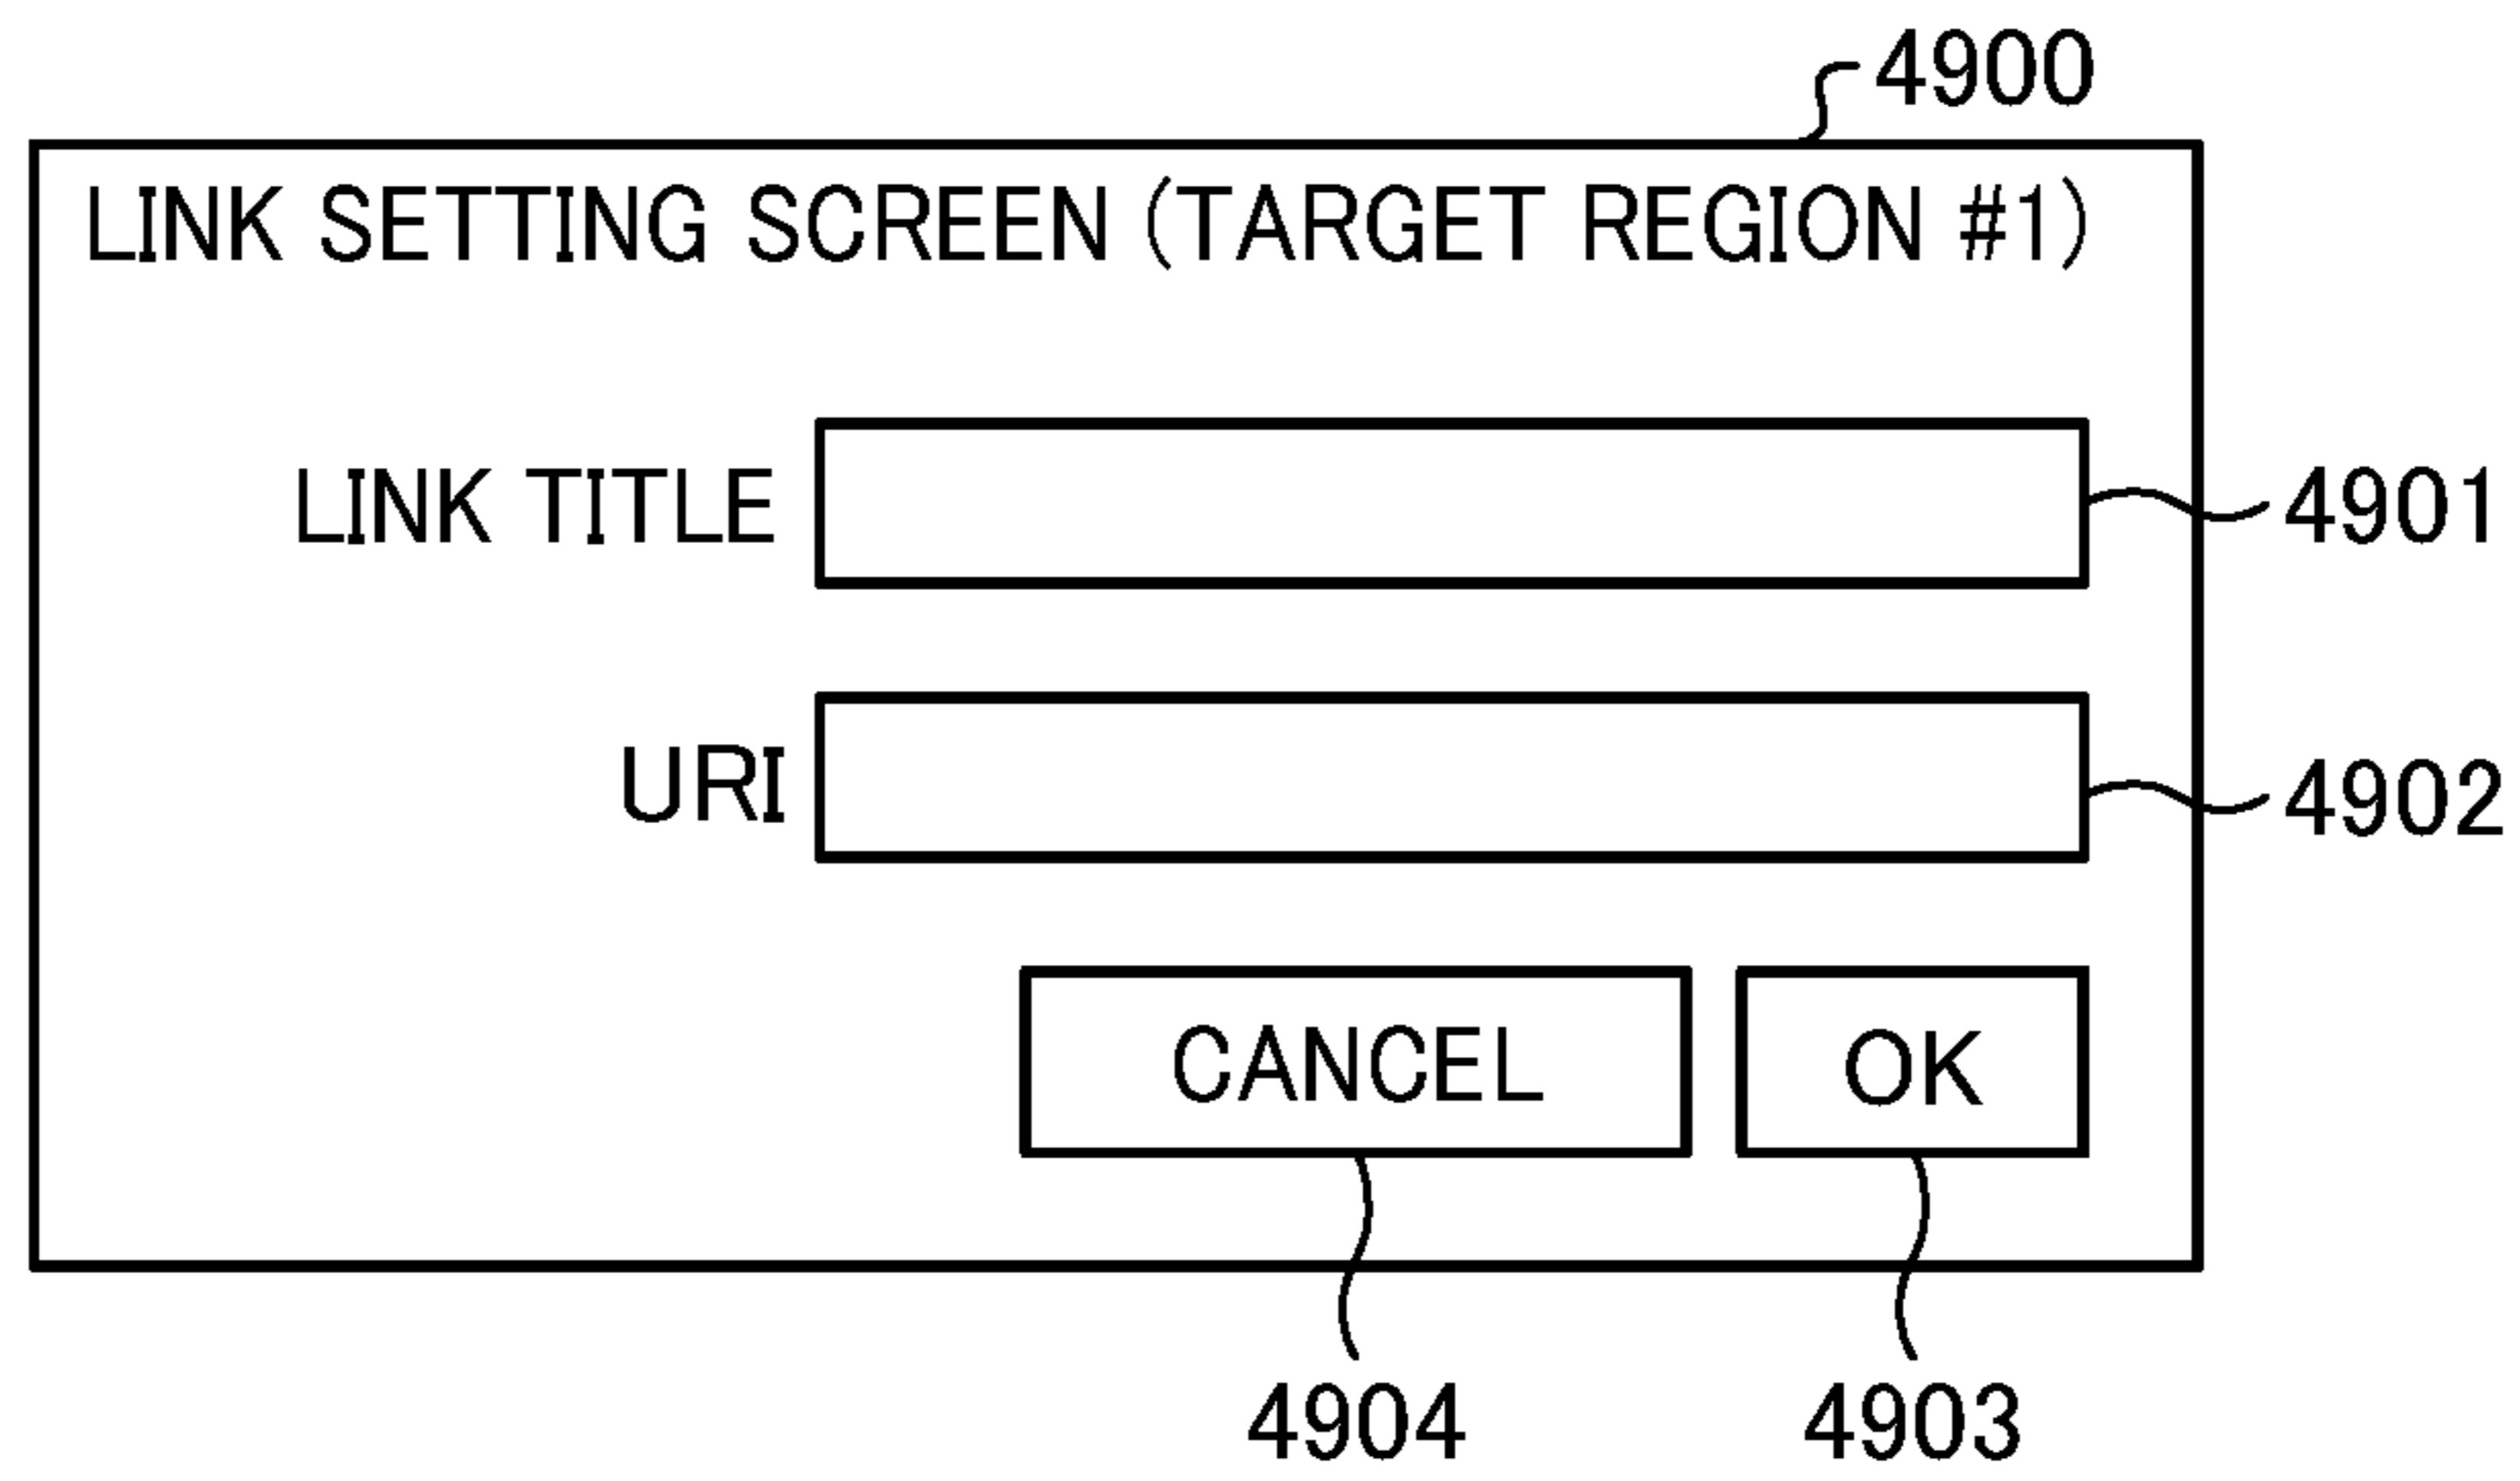 4900
LINK SETTING SCREEN (TARGET REGION #1)
LINK TITLE 4901
URI 4902
CANCEL OK
4904 4903